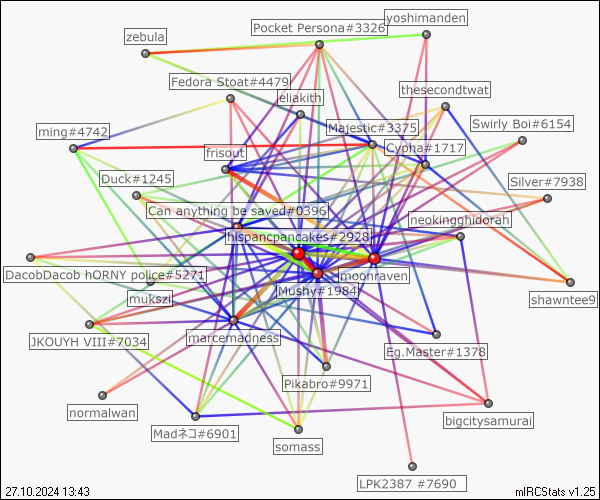 yoshimanden
Pocket Persona#3326
zebula
Fedora Stoat#4479
thesecondtwat
eliakith
Swirly Boi#6154
Majestic#3375
ming#4742
Cypha#1717
frisout
Duck#1245
Silver#7938
Can anything be saved#0396
neokingghidorah
hispancpancakes#2928
DacobDacob hORNY police#5271
moonraven
Mushy#1984
mukszi
shawntee9
marcemadness
JKOUYH VIII#7034
Eg.Master#1378
Pikabro#9971
normalwan
bigcitysamurai
Madネコ#6901
somass
LPK2387 #7690
27.10.2024 13:43
mIRCStats v1.25